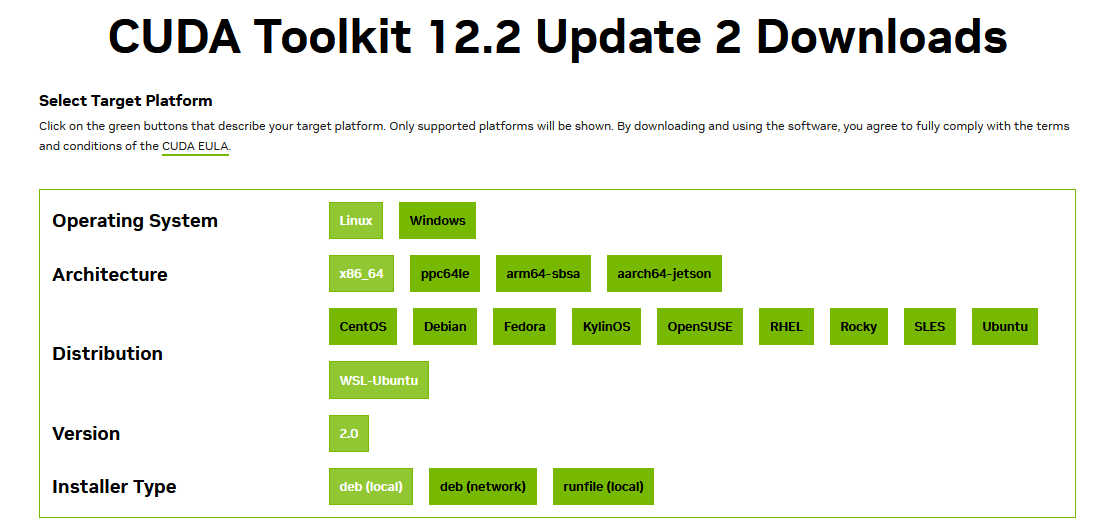 CUDA Toolkit 12.2 Update 2 Downloads
Select Target Platform
Click on the green buttons that describe your target platform. Only supported platforms will be shown. By downloading and using the software, you agree to fully comply with the terms
and conditions of the CUDA EULA.
Operating System
Linux Windows
Architecture
x86_64 ppc64le arm64-sbsa aarch64-jetson
Distribution
CentOS Debian Fedora KylinOS OpenSUSE RHEL Rocky SLES Ubuntu
WSL-Ubuntu
Version
2.0
Installer Type
deb (local) deb (network) runfile (local)